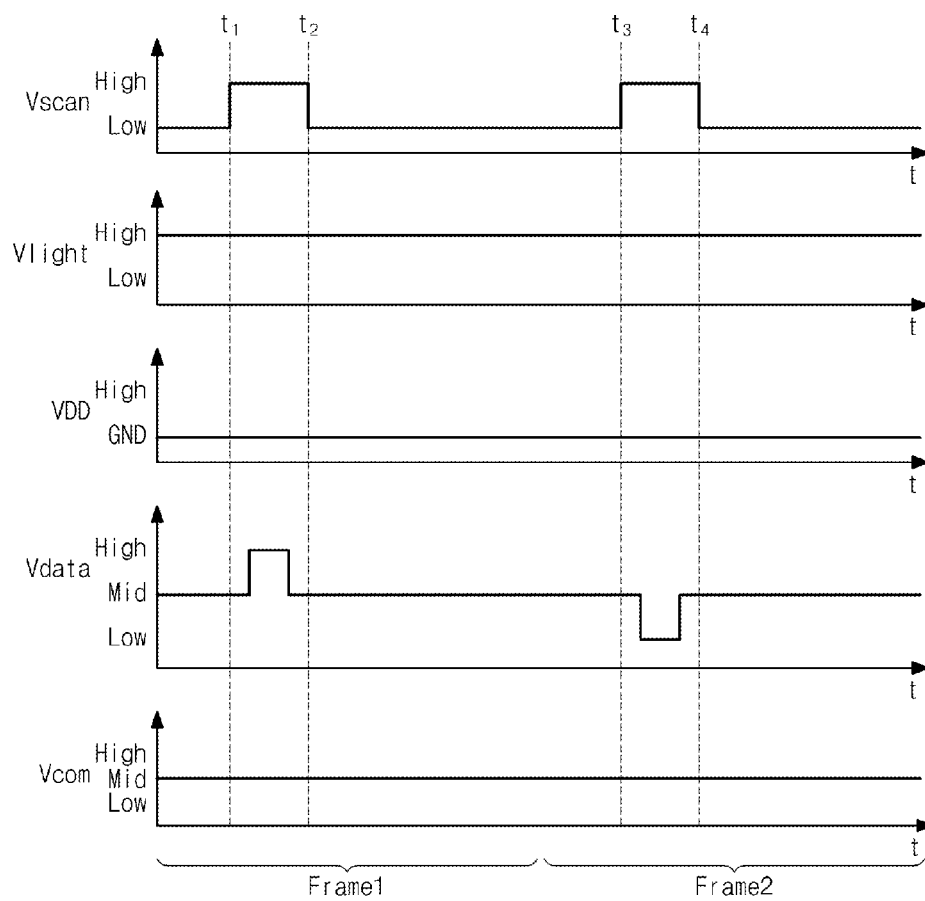 t1 t2 t3 t4
High
Vscan
Low
t
High
Vlight
Low
t
High
VDD
GND
t
High
Vdata
Mid
Low
t
High
Vcom Mid
Low
t
Frame1 Frame2